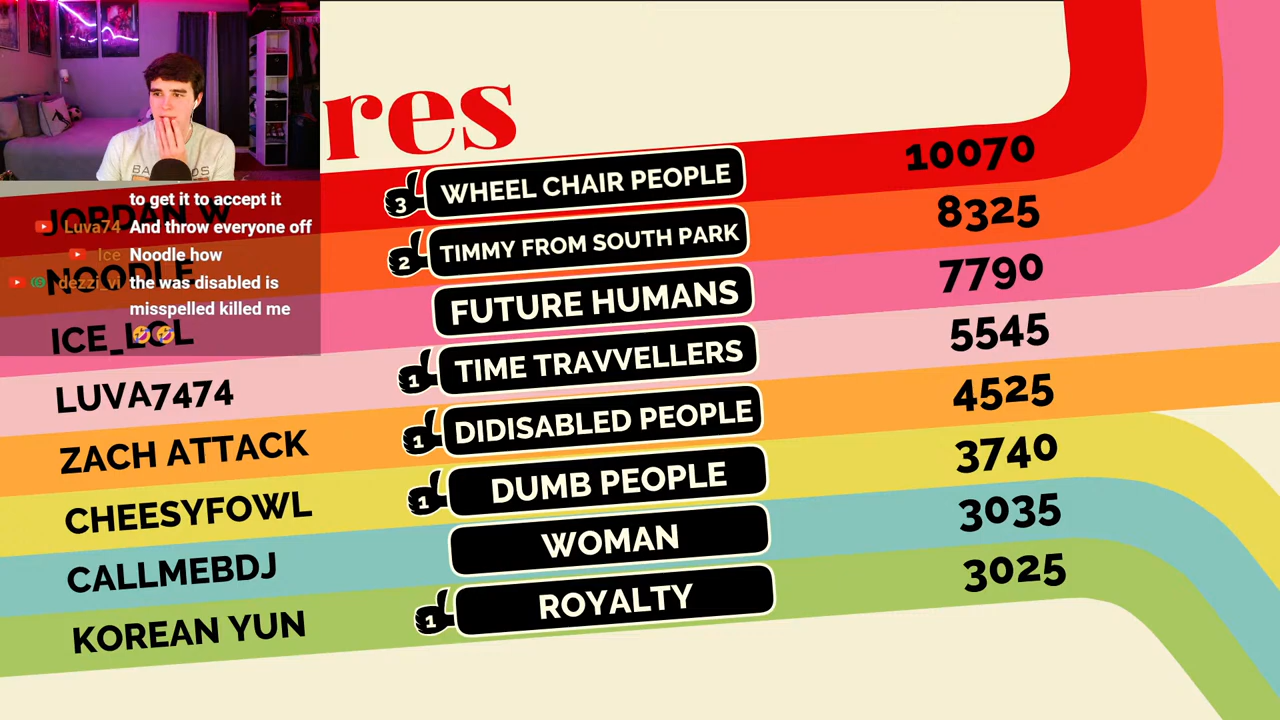 res
BA
to get it to accept it
Luva74 And throw everyone off
Ice Noodle how
dezzi_vi the was disabled is
misspelled killed me
JORDAN W 3 WHEEL CHAIR PEOPLE 10070
NOODLE 2 TIMMY FROM SOUTH PARK 8325
ICE_LOL FUTURE HUMANS 7790
LUVA7474 1 TIME TRAVVELLERS 5545
ZACH ATTACK 1 DIDISABLED PEOPLE 4525
CHEESYFOWL 1 DUMB PEOPLE 3740
CALLMEBDJ WOMAN 3035
KOREAN YUN 1 ROYALTY 3025